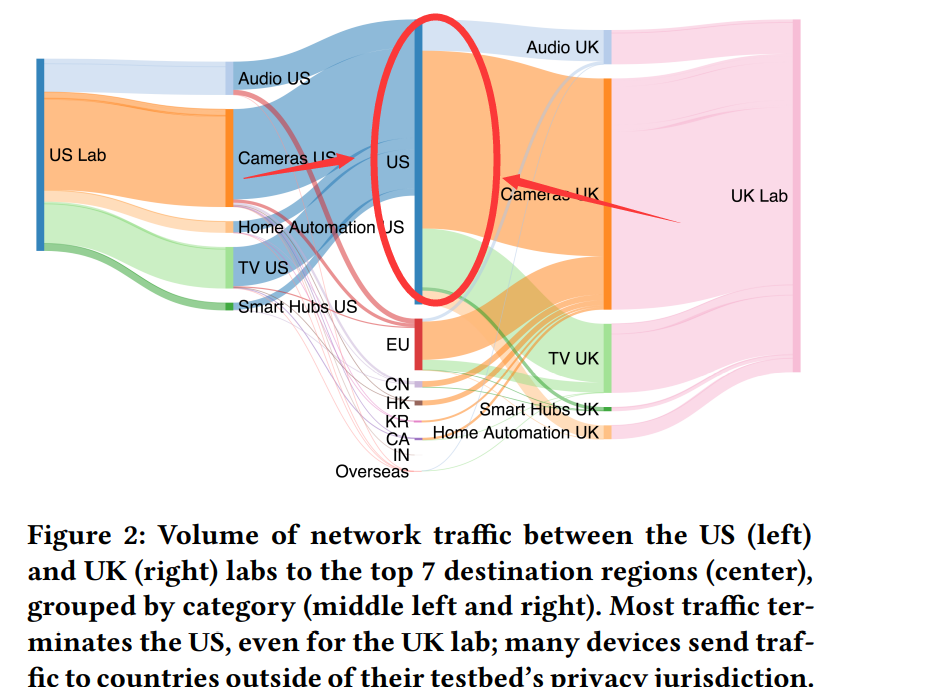 Audio UK
Audio US
US Lab
Cameras US
US
Cameras UK
UK Lab
Home Automation US
TV US
Smart Hubs US
EU
TV UK
CN
HK
Smart Hubs UK
KR
CA
Home Automation UK
IN
Overseas
Figure 2: Volume of network traffic between the US (left)
and UK (right) labs to the top 7 destination regions (center),
grouped by category (middle left and right). Most traffic ter-
minates the US, even for the UK lab; many devices send traf-
fic to countries outside of their testbed's privacy jurisdiction.